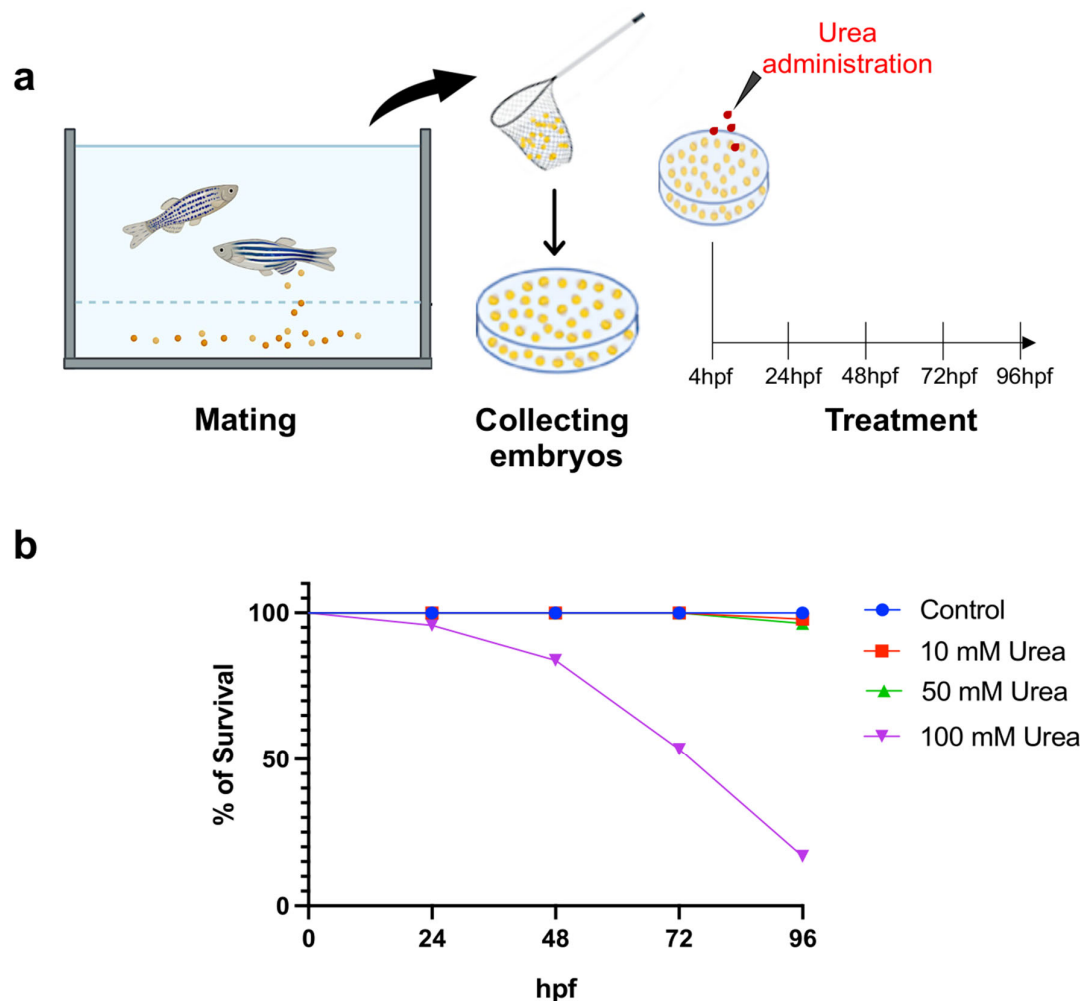 a
Urea
administration
4hpf
24hpf
48hpf
72hpf
96hpf
Mating
Collecting
embryos
Treatment
b
100
50
0
% of Survival
0
24
48
72
96
hpf
Control
10 mM Urea
50 mM Urea
100 mM Urea